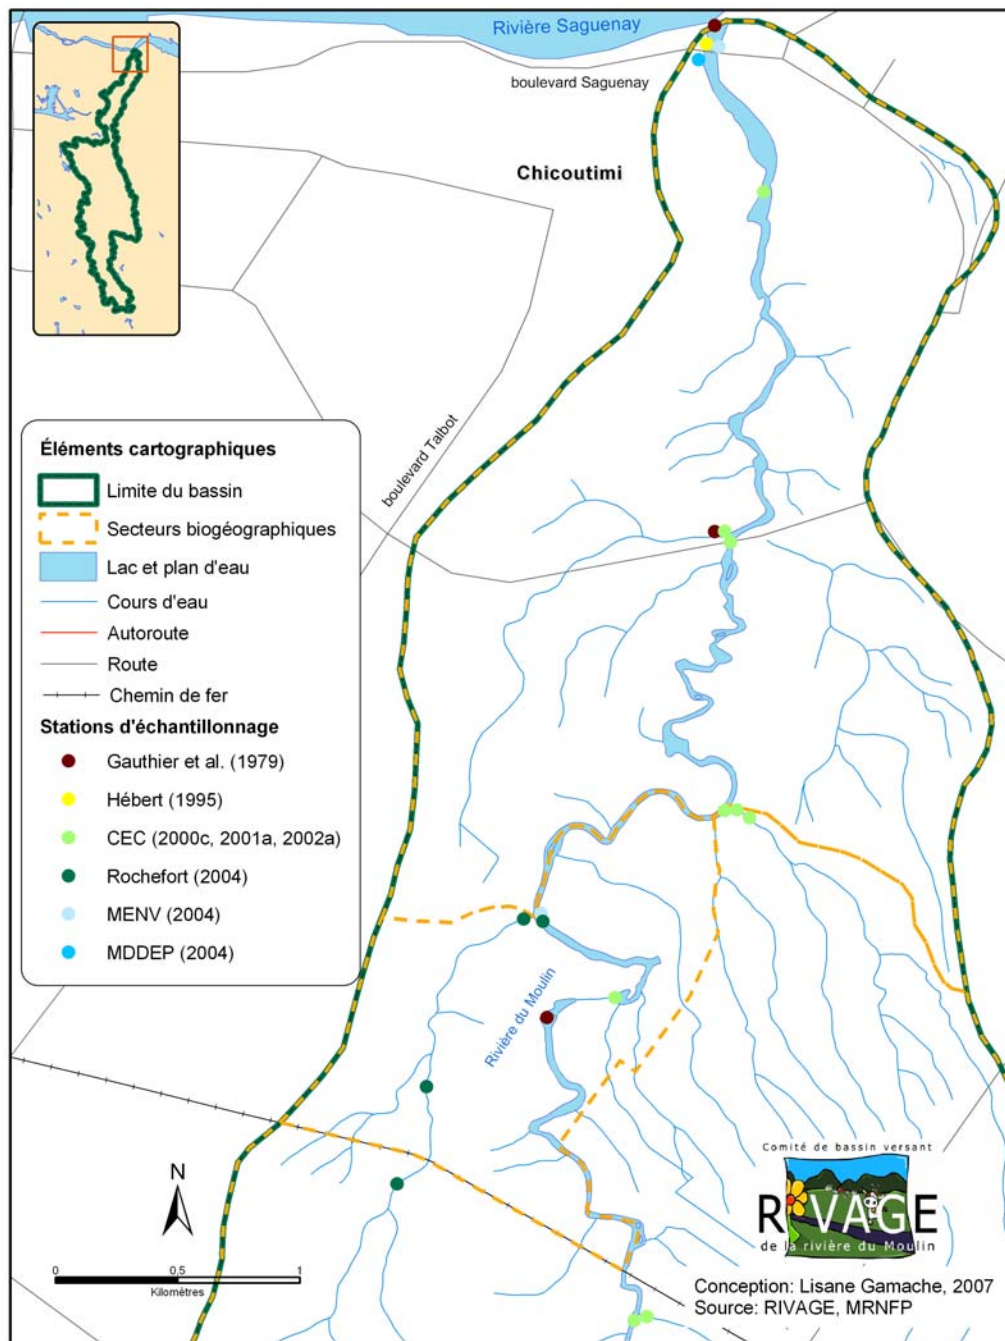 Rivière Saguenay
boulevard Saguenay
Chicoutimi
boulevard Talbot
Éléments cartographiques
Limite du bassin
Secteurs biogéographiques
Lac et plan d'eau
Cours d'eau
Autoroute
Route
Chemin de fer
Stations d'échantillonnage
Gauthier et al. (1979)
Hébert (1995)
CEC (2000c, 2001a, 2002a)
Rochefort (2004)
MENV (2004)
MDDEP (2004)
Rivière du Moulin
N
0 0,5 1
Kilomètres
Comité de bassin versant
RIVAGE
de la rivière du Moulin
Conception: Lisane Gamache, 2007
Source: RIVAGE, MRNFP